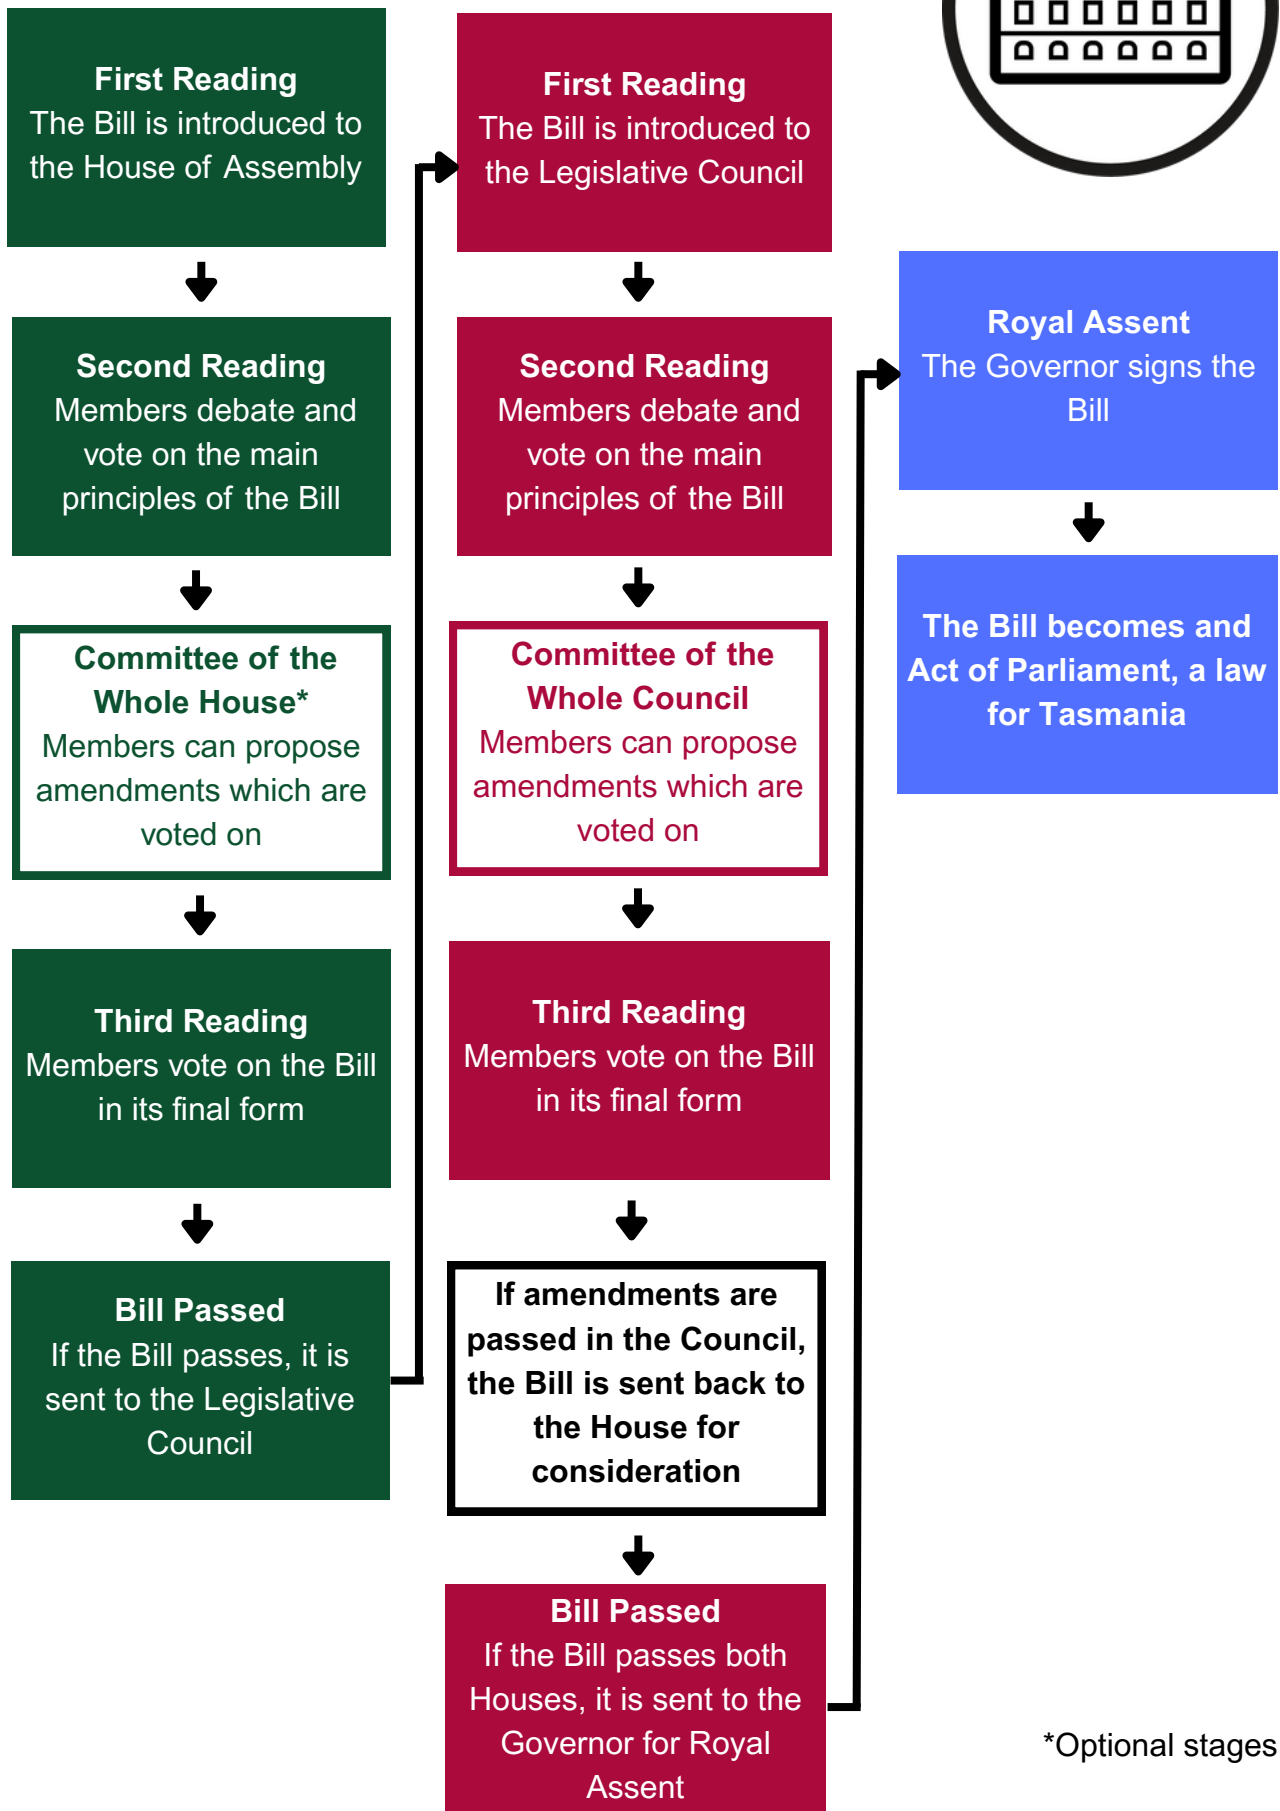 First Reading
The Bill is introduced to
the House of Assembly
Second Reading
Members debate and
vote on the main
principles of the Bill
Committee of the
Whole House*
Members can propose
amendments which are
voted on
Third Reading
Members vote on the Bill
in its final form
Bill Passed
If the Bill passes, it is
sent to the Legislative
Council
First Reading
The Bill is introduced to
the Legislative Council
Second Reading
Members debate and
vote on the main
principles of the Bill
Committee of the
Whole Council
Members can propose
amendments which are
voted on
Third Reading
Members vote on the Bill
in its final form
If amendments are
passed in the Council,
the Bill is sent back to
the House for
consideration
Bill Passed
If the Bill passes both
Houses, it is sent to the
Governor for Royal
Assent
Royal Assent
The Governor signs the
Bill
The Bill becomes and
Act of Parliament, a law
for Tasmania
*Optional stages